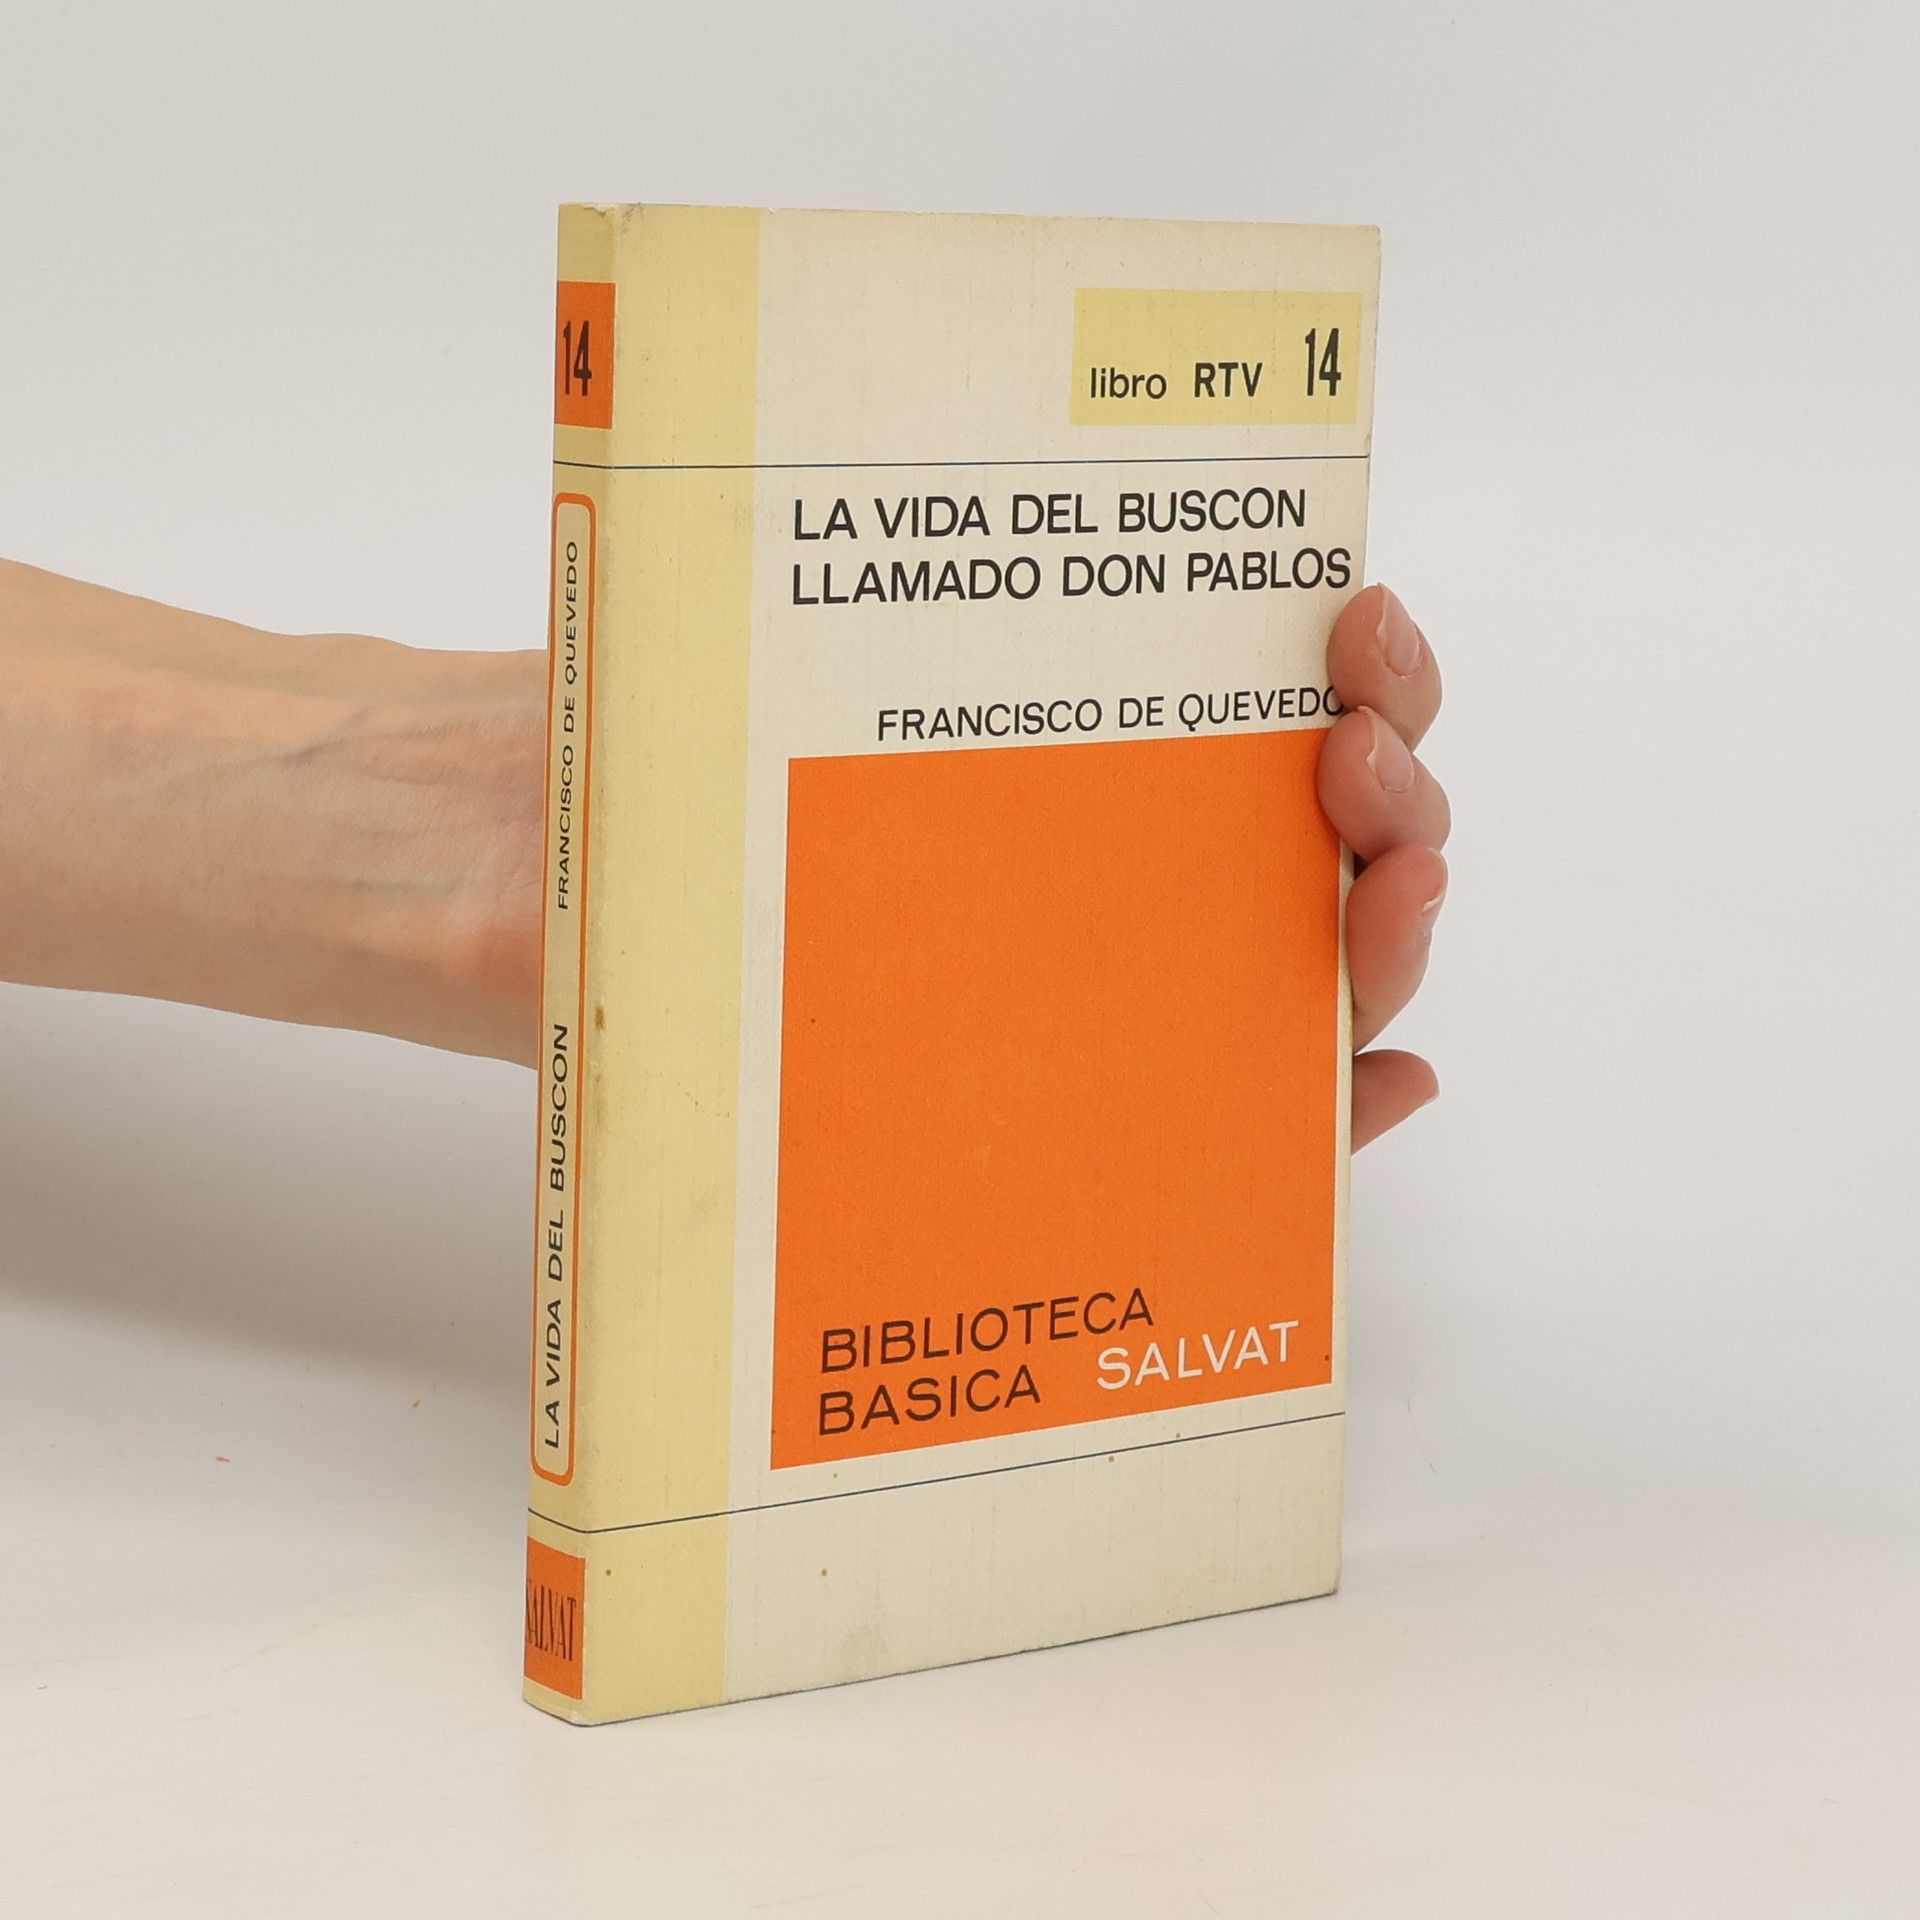 14
FRANCISCO DE QUEVEDO
LA VIDA DEL BUSCON
SALVAT
libro RTV 14
LA VIDA DEL BUSCON
LLAMADO DON PABLOS
FRANCISCO DE QUEVEDO
BIBLIOTECA
BASICA SALVAT